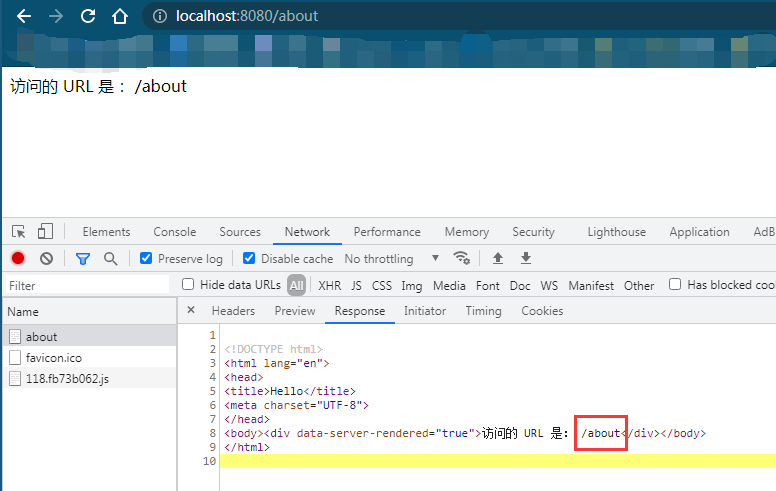 localhost:8080/about
访问的 URL 是： /about
Elements Console Sources Network Performance Memory Security Lighthouse Application AdB
Preserve log Disable cache No throttling
Filter Hide data URLs All XHR JS CSS Img Media Font Doc WS Manifest Other Has blocked coo
Name × Headers Preview Response Initiator Timing Cookies
about
favicon.ico
118.fb73b062.js
1
2 <!DOCTYPE html>
3 <html lang="en">
4 <head>
5 <title>Hello</title>
6 <meta charset="UTF-8">
7 </head>
8 <body><div data-server-rendered="true">访问的 URL 是： /about</div></body>
9 </html>
10